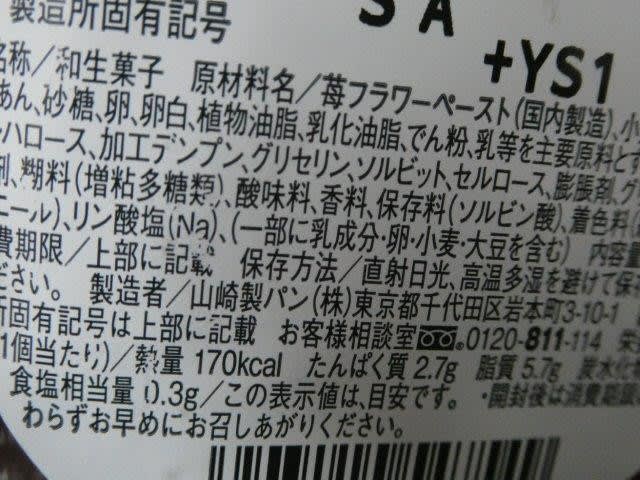 製造所固有記号
SA
+YS1
名称/和生菓子 原材料名/苺フラワーペースト(国内製造)、小
あん、砂糖、卵、卵白、植物油脂、乳化油脂、でん粉、乳等を主要原料と
ハロース、加工デンプン、グリセリン、ソルビット、セルロース、膨脹剤、グ
剤、糊料(増粘多糖類)、酸味料、香料、保存料(ソルビン酸)、着色料
ニール)、リン酸塩(Na)、(一部に乳成分・卵・小麦・大豆を含む) 内容量
費期限/上部に記載 保存方法/直射日光、高温多湿を避けて保
ださい。 製造者/山崎製パン(株)東京都千代田区岩本町3-10-1
所固有記号は上部に記載 お客様相談室 0120-811-114 栄
1個当たり)/熱量 170kcal たんぱく質 2.7g 脂質 5.7g 炭水化
食塩相当量 0.3g/この表示値は、目安です。・開封後は消費期限
わらずお早めにお召しあがりください。